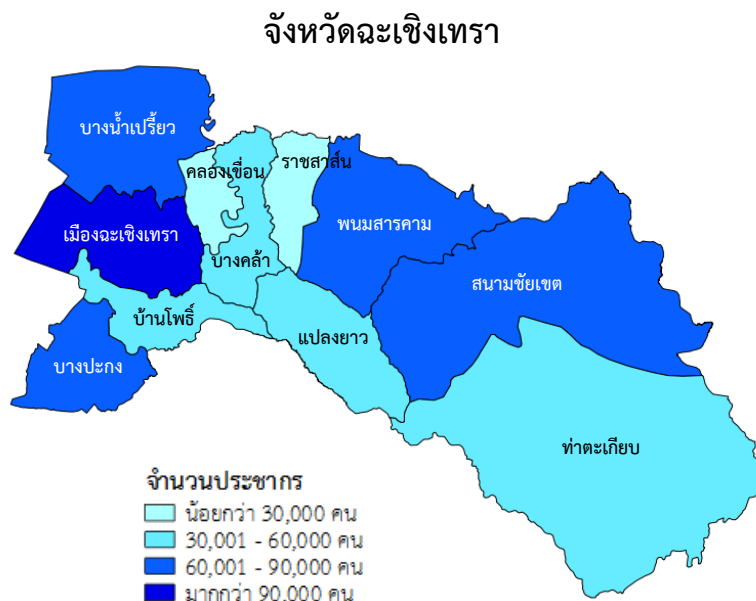 จังหวัดฉะเชิงเทรา
บางน้ำเปรี้ยว
คลองเขื่อน
ราชสาส์น
เมืองฉะเชิงเทรา
พนมสารคาม
บางคล้า
สนามชัยเขต
บ้านโพธิ์
แปลงยาว
บางปะกง
ท่าตะเกียบ
จำนวนประชากร
น้อยกว่า 30,000 คน
30,001 - 60,000 คน
60,001 - 90,000 คน
มากกว่า 90,000 คน